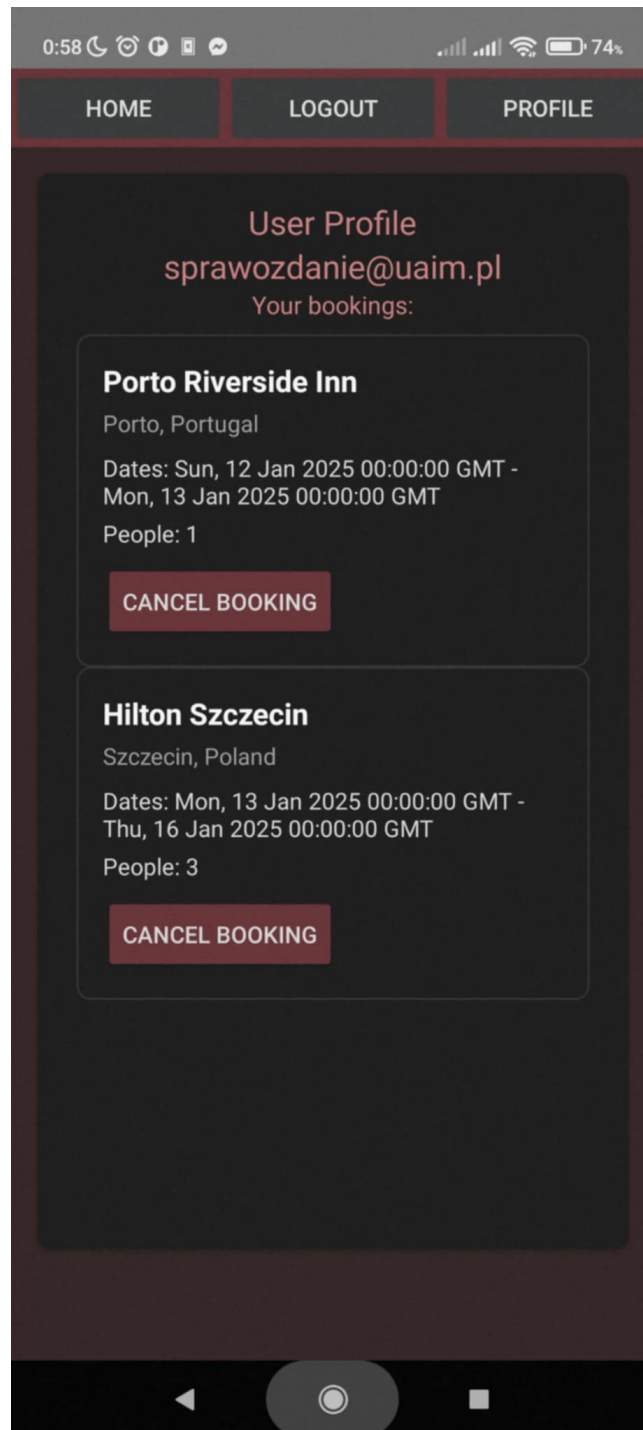 0:58
74%
HOME LOGOUT PROFILE
User Profile
sprawozdanie@uaim.pl
Your bookings:
Porto Riverside Inn
Porto, Portugal
Dates: Sun, 12 Jan 2025 00:00:00 GMT -
Mon, 13 Jan 2025 00:00:00 GMT
People: 1
CANCEL BOOKING
Hilton Szczecin
Szczecin, Poland
Dates: Mon, 13 Jan 2025 00:00:00 GMT -
Thu, 16 Jan 2025 00:00:00 GMT
People: 3
CANCEL BOOKING